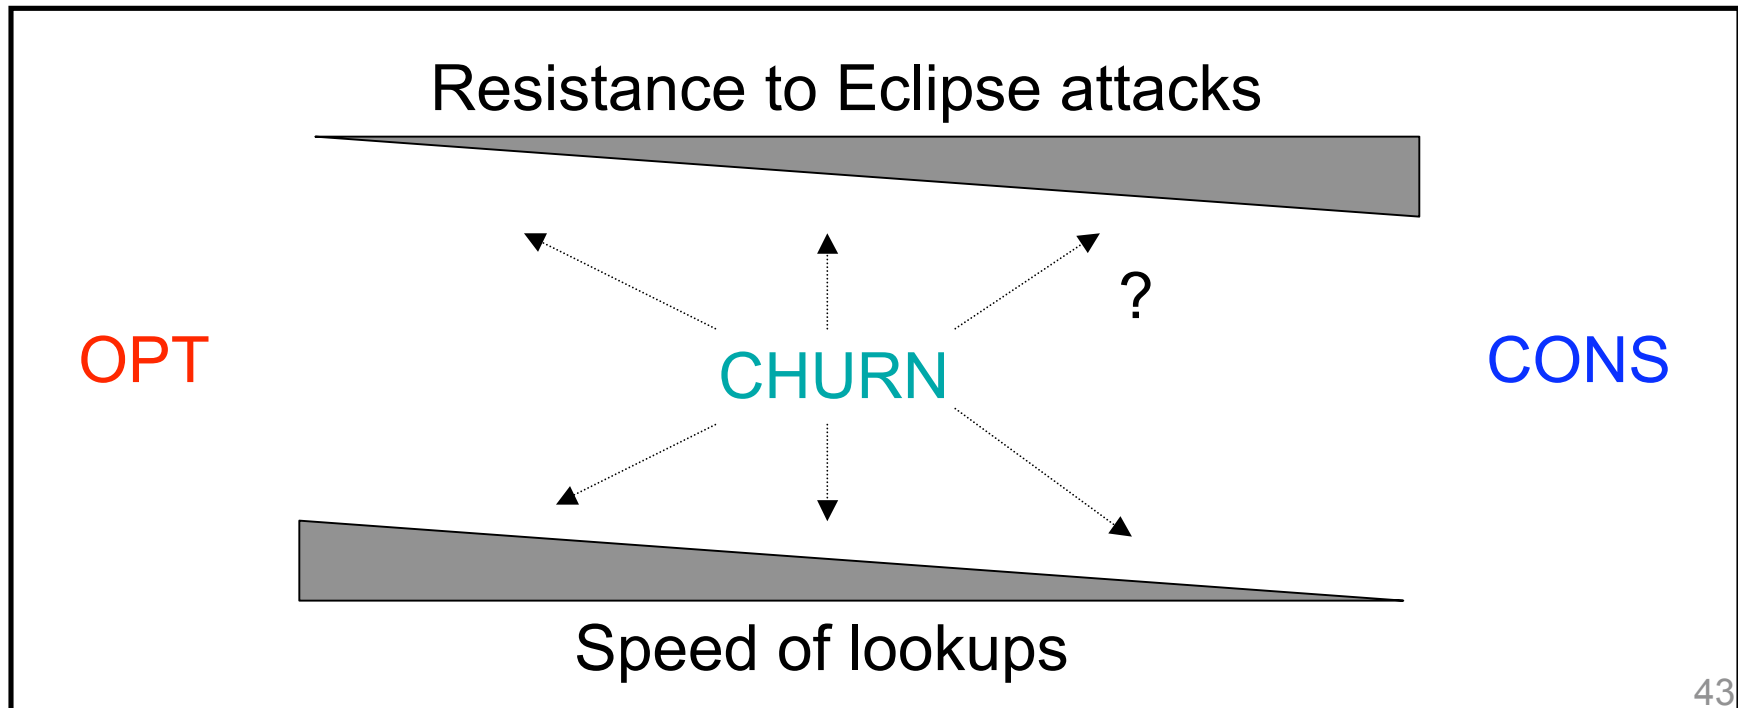 Resistance to Eclipse attacks
?
OPT
CHURN
CONS
Speed of lookups
43